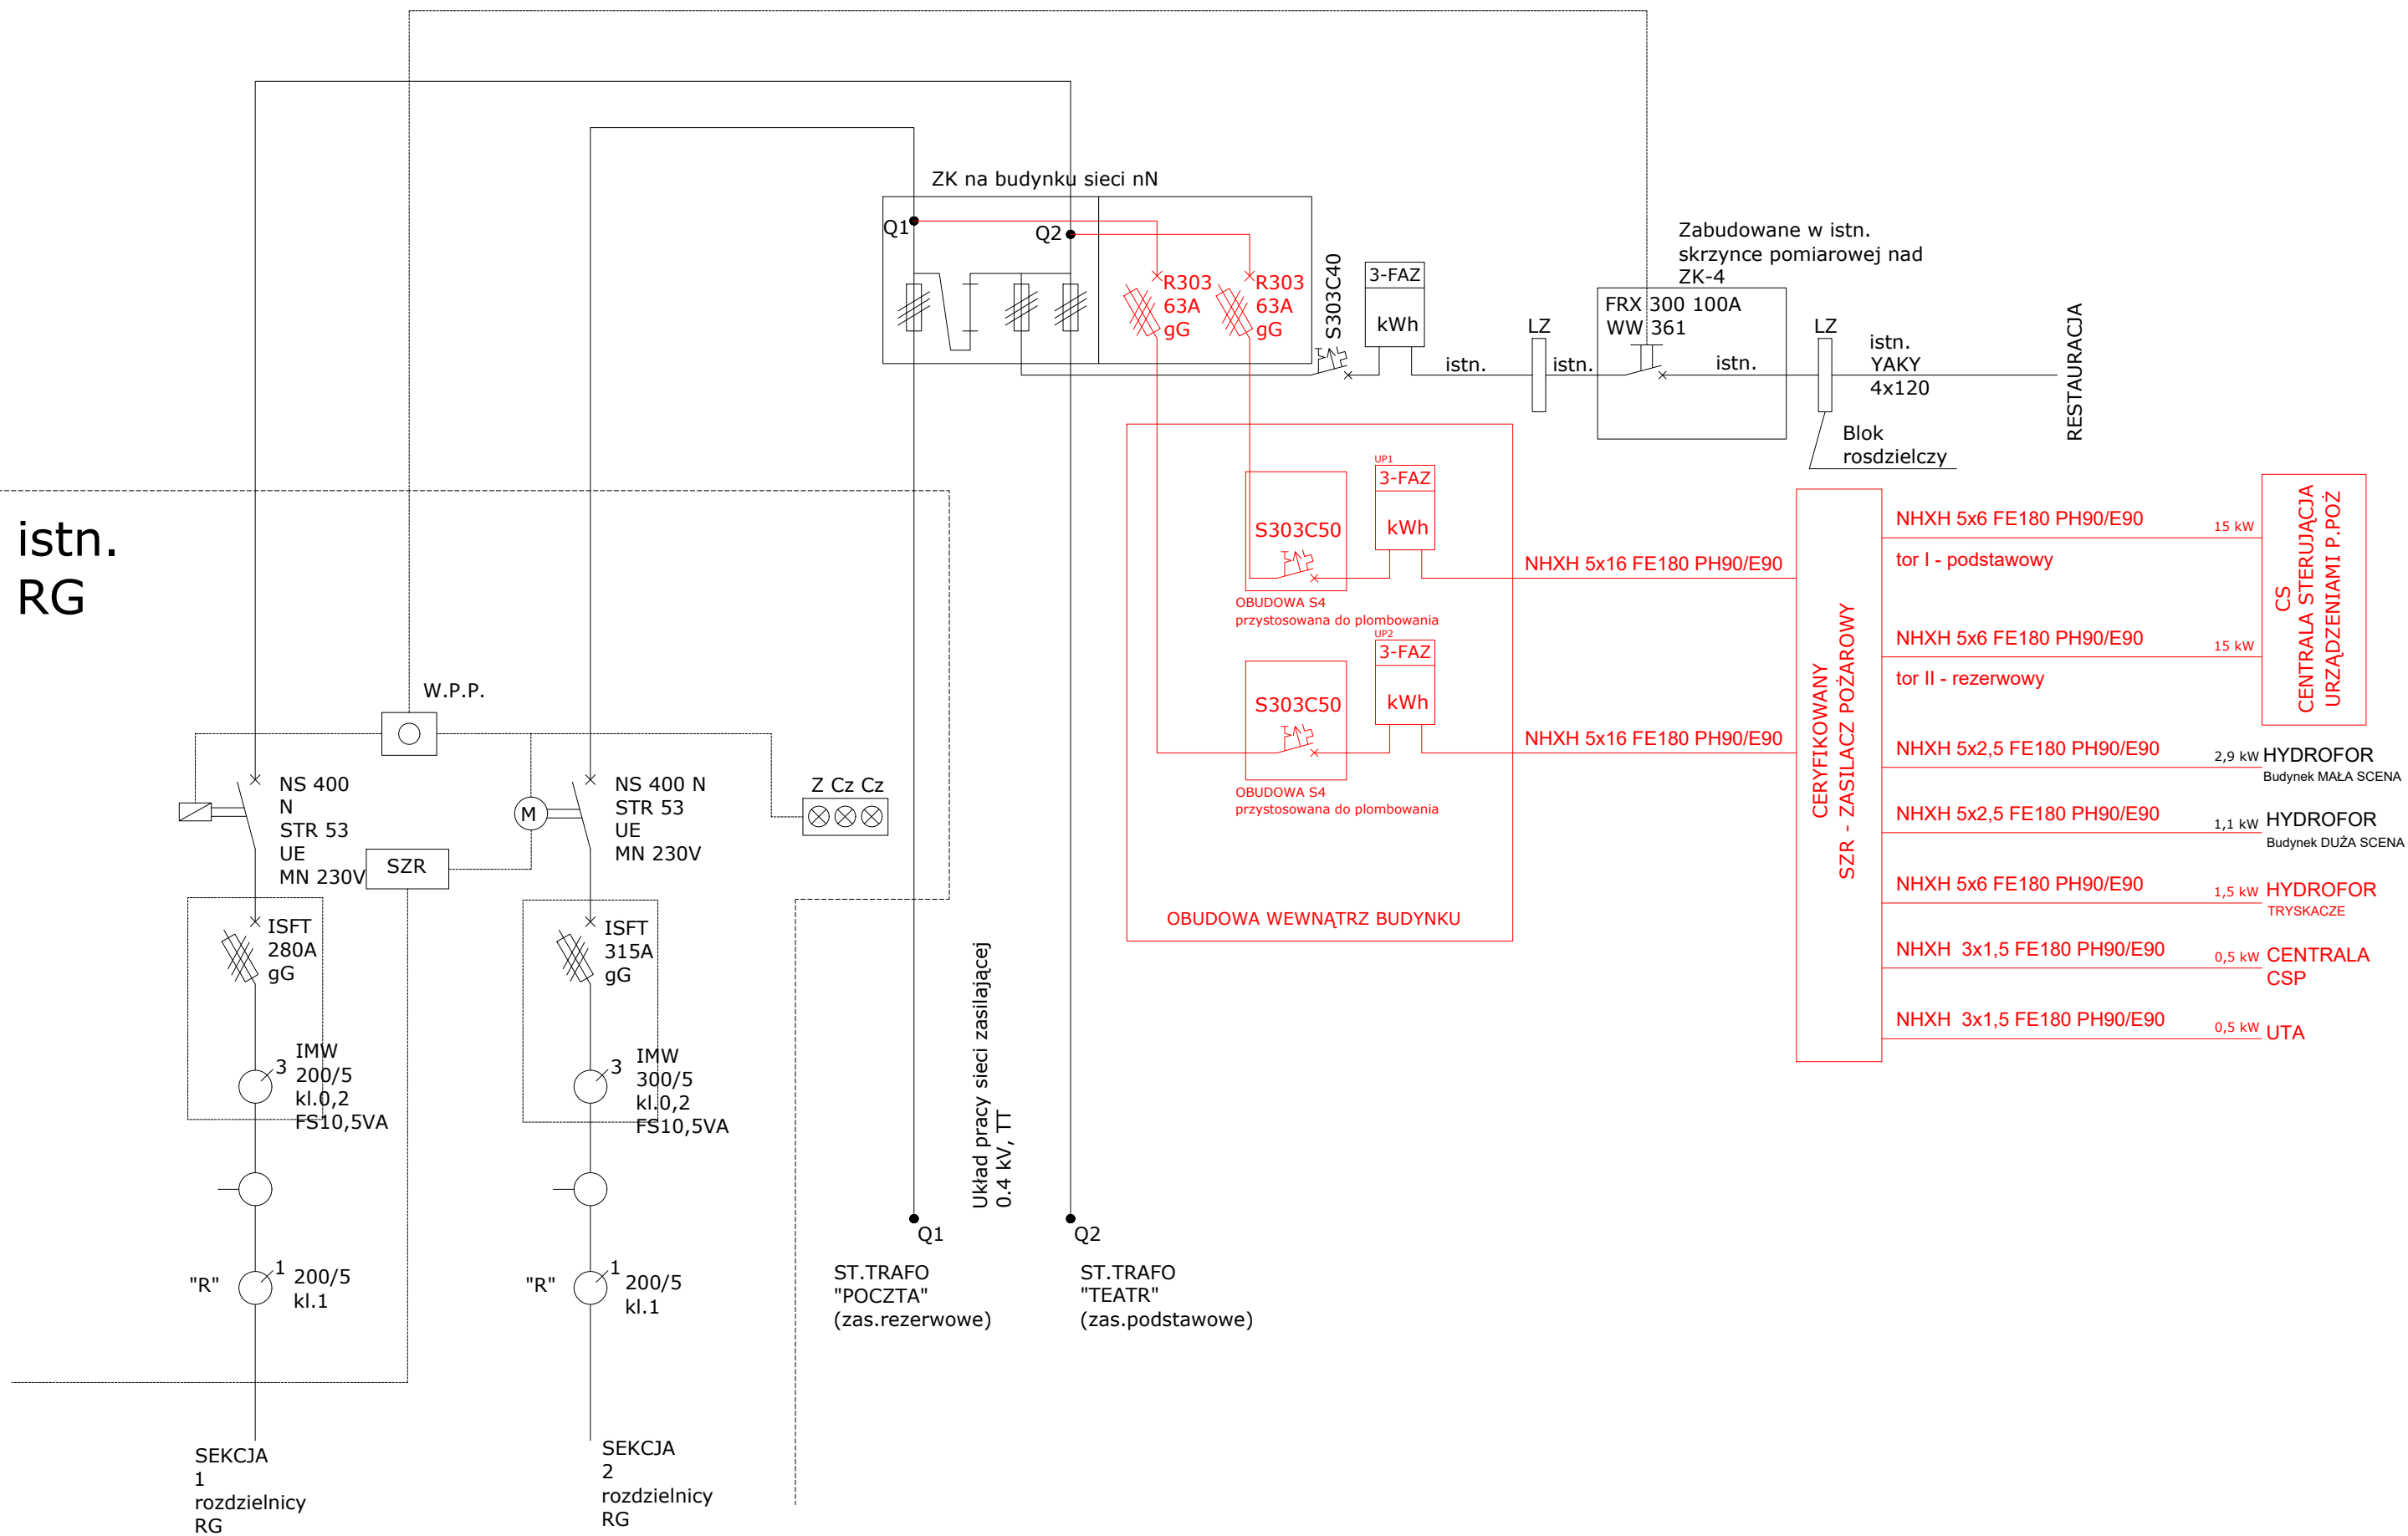 ZK na budynku sieci nN
Q1
Q2
R303
63A
gG
R303
63A
gG
S303C40
3-FAZ
kWh
istn.
LZ
istn.
Zabudowane w istn.
skrzynce pomiarowej nad
ZK-4
FRX 300 100A
WW 361
istn.
LZ
istn.
YAKY
4x120
RESTAURACJA
Blok
rosdzielczy
istn.
RG
UP1
3-FAZ
kWh
S303C50
OBUDOWA S4
przystosowana do plombowania
UP2
3-FAZ
kWh
S303C50
OBUDOWA S4
przystosowana do plombowania
OBUDOWA WEWNĄTRZ BUDYNKU
NHXH 5x16 FE180 PH90/E90
NHXH 5x16 FE180 PH90/E90
CERYFIKOWANY
SZR - ZASILACZ POŻAROWY
NHXH 5x6 FE180 PH90/E90
15 kW
tor I - podstawowy
NHXH 5x6 FE180 PH90/E90
15 kW
tor II - rezerwowy
CS
CENTRALA STERUJĄCJA
URZĄDZENIAMI P.POŻ
NHXH 5x2,5 FE180 PH90/E90
2,9 kW HYDROFOR
Budynek MAŁA SCENA
NHXH 5x2,5 FE180 PH90/E90
1,1 kW HYDROFOR
Budynek DUŻA SCENA
NHXH 5x6 FE180 PH90/E90
1,5 kW HYDROFOR
TRYSKACZE
NHXH 3x1,5 FE180 PH90/E90
0,5 kW CENTRALA
CSP
NHXH 3x1,5 FE180 PH90/E90
0,5 kW UTA
W.P.P.
NS 400
N
STR 53
UE
MN 230V
SZR
M
NS 400 N
STR 53
UE
MN 230V
Z Cz Cz
ISFT
280A
gG
3
IMW
200/5
kl.0,2
FS10,5VA
"R"
1
200/5
kl.1
SEKCJA
1
rozdzielnicy
RG
ISFT
315A
gG
3
IMW
300/5
kl.0,2
FS10,5VA
"R"
1
200/5
kl.1
SEKCJA
2
rozdzielnicy
RG
Układ pracy sieci zasilającej
0.4 kV, TT
Q1
ST.TRAFO
"POCZTA"
(zas.rezerwowe)
Q2
ST.TRAFO
"TEATR"
(zas.podstawowe)